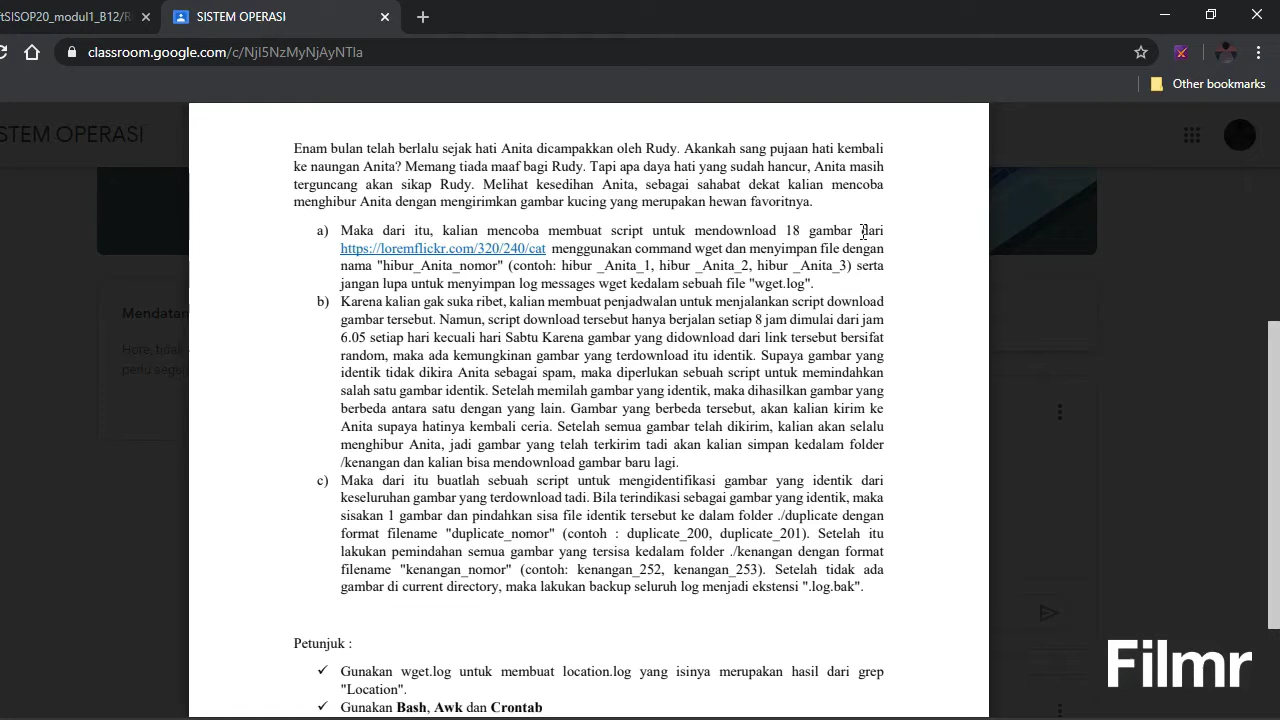 tSISOP20_modul1_B12/R
SISTEM OPERASI
classroom.google.com/c/NjI5NzMyNjAyNTIa
Other bookmarks
STEM OPERASI
Enam bulan telah berlalu sejak hati Anita dicampakkan oleh Rudy. Akankah sang pujaan hati kembali
ke naungan Anita? Memang tiada maaf bagi Rudy. Tapi apa daya hati yang sudah hancur, Anita masih
terguncang akan sikap Rudy. Melihat kesedihan Anita, sebagai sahabat dekat kalian mencoba
menghibur Anita dengan mengirimkan gambar kucing yang merupakan hewan favoritnya.
a) Maka dari itu, kalian mencoba membuat script untuk mendownload 18 gambar dari
https://loremflickr.com/320/240/cat menggunakan command wget dan menyimpan file dengan
nama "hibur_Anita_nomor" (contoh: hibur _Anita_1, hibur _Anita_2, hibur _Anita_3) serta
jangan lupa untuk menyimpan log messages wget kedalam sebuah file "wget.log".
b) Karena kalian gak suka ribet, kalian membuat penjadwalan untuk menjalankan script download
gambar tersebut. Namun, script download tersebut hanya berjalan setiap 8 jam dimulai dari jam
6.05 setiap hari kecuali hari Sabtu Karena gambar yang didownload dari link tersebut bersifat
random, maka ada kemungkinan gambar yang terdownload itu identik. Supaya gambar yang
identik tidak dikira Anita sebagai spam, maka diperlukan sebuah script untuk memindahkan
salah satu gambar identik. Setelah memilah gambar yang identik, maka dihasilkan gambar yang
berbeda antara satu dengan yang lain. Gambar yang berbeda tersebut, akan kalian kirim ke
Anita supaya hatinya kembali ceria. Setelah semua gambar telah dikirim, kalian akan selalu
menghibur Anita, jadi gambar yang telah terkirim tadi akan kalian simpan kedalam folder
/kenangan dan kalian bisa mendownload gambar baru lagi.
c) Maka dari itu buatlah sebuah script untuk mengidentifikasi gambar yang identik dari
keseluruhan gambar yang terdownload tadi. Bila terindikasi sebagai gambar yang identik, maka
sisakan 1 gambar dan pindahkan sisa file identik tersebut ke dalam folder ./duplicate dengan
format filename "duplicate_nomor" (contoh : duplicate_200, duplicate_201). Setelah itu
lakukan pemindahan semua gambar yang tersisa kedalam folder ./kenangan dengan format
filename "kenangan_nomor" (contoh: kenangan_252, kenangan_253). Setelah tidak ada
gambar di current directory, maka lakukan backup seluruh log menjadi ekstensi ".log.bak".
Mendatan
Hore, tidak
perlu sege
Petunjuk :
✓ Gunakan wget.log untuk membuat location.log yang isinya merupakan hasil dari grep
"Location".
✓ Gunakan Bash, Awk dan Crontab
Filmr